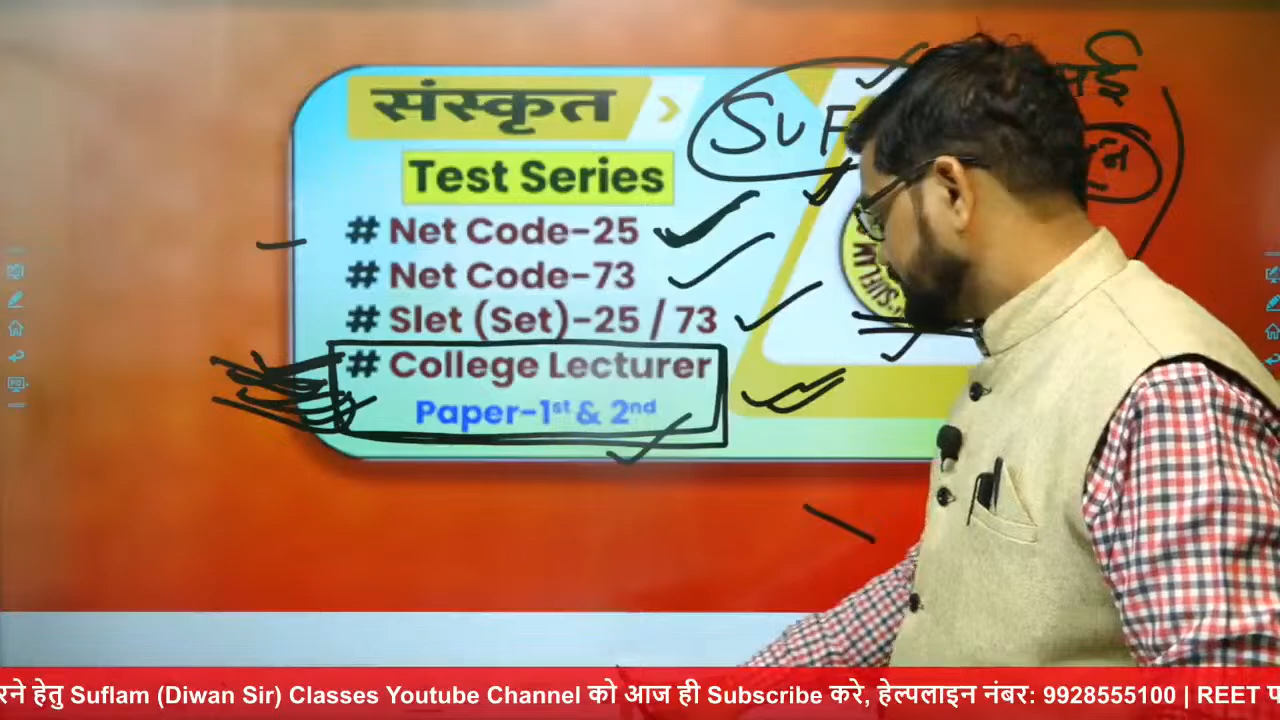 संस्कृत
Test Series
# Net Code-25
# Net Code-73
# Slet (Set)-25 / 73
# College Lecturer
Paper-1st & 2nd
SUF
हेतु Suflam (Diwan Sir) Classes Youtube Channel को आज ही Subscribe करे, हेल्पलाइन नंबर: 9928555100 | REET